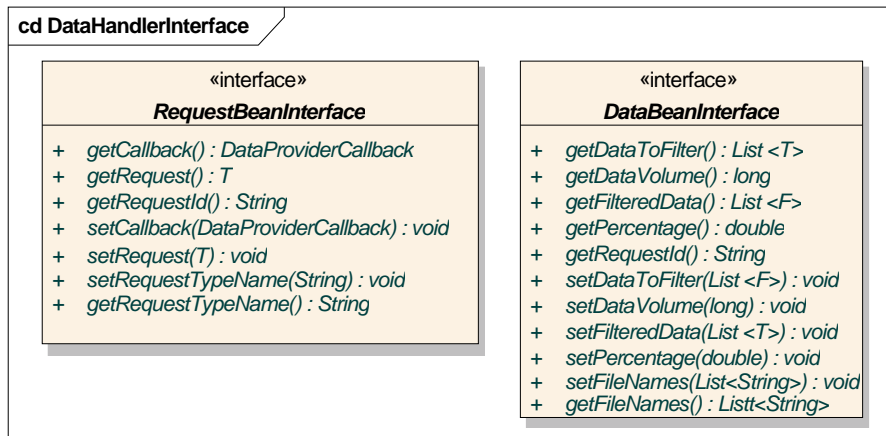 cd DataHandlerInterface
«interface»
RequestBeanInterface
+ getCallback() : DataProviderCallback
+ getRequest() : T
+ getRequestId() : String
+ setCallback(DataProviderCallback) : void
+ setRequest(T) : void
+ setRequestTypeName(String) : void
+ getRequestTypeName() : String
«interface»
DataBeanInterface
+ getDataToFilter() : List <T>
+ getDataVolume() : long
+ getFilteredData() : List <F>
+ getPercentage() : double
+ getRequestId() : String
+ setDataToFilter(List <F>) : void
+ setDataVolume(long) : void
+ setFilteredData(List <T>) : void
+ setPercentage(double) : void
+ setFileNames(List<String>) : void
+ getFileNames() : Listt<String>